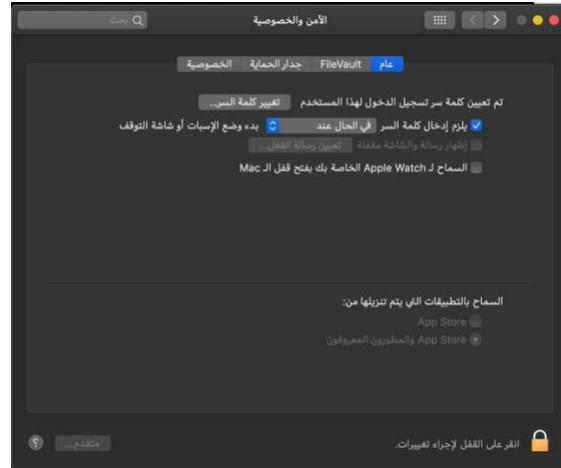 الأمن والخصوصية
بحث
عام
FileVault
جدار الحماية
الخصوصية
تم تعيين كلمة سر تسجيل الدخول لهذا المستخدم
تغيير كلمة السر...
يلزم إدخال كلمة السر في الحال عند بدء وضع الإسبات أو شاشة التوقف
إظهار رسالة والشاشة مقفلة تعيين رسالة القفل...
السماح لـ Apple Watch الخاصة بك بفتح قفل الـ Mac
السماح بالتطبيقات التي يتم تنزيلها من:
App Store
App Store والمطورون المعروفون
انقر على القفل لإجراء تغييرات.
متقدم...
?